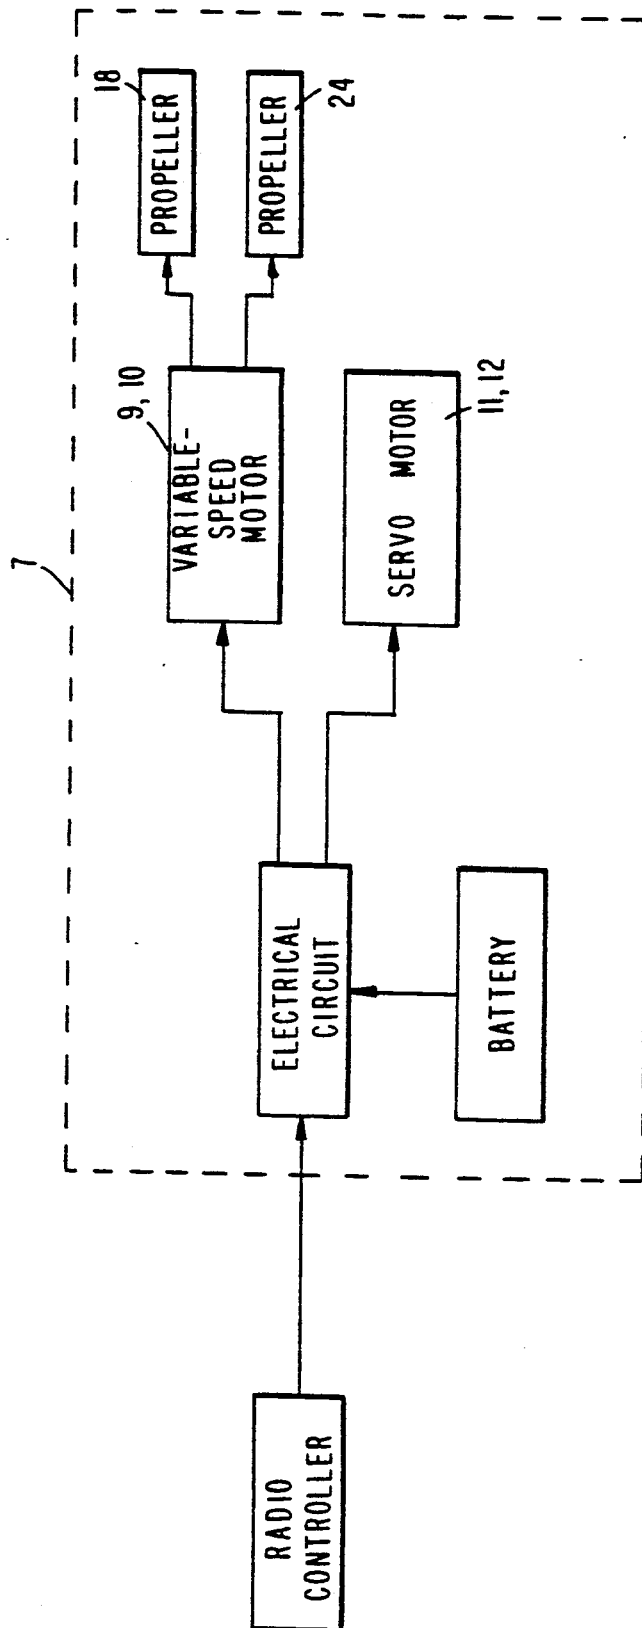 7
18
PROPELLER
PROPELLER
24
9, 10
VARIABLE-
SPEED
MOTOR
SERVO MOTOR
11, 12
ELECTRICAL
CIRCUIT
BATTERY
RADIO
CONTROLLER